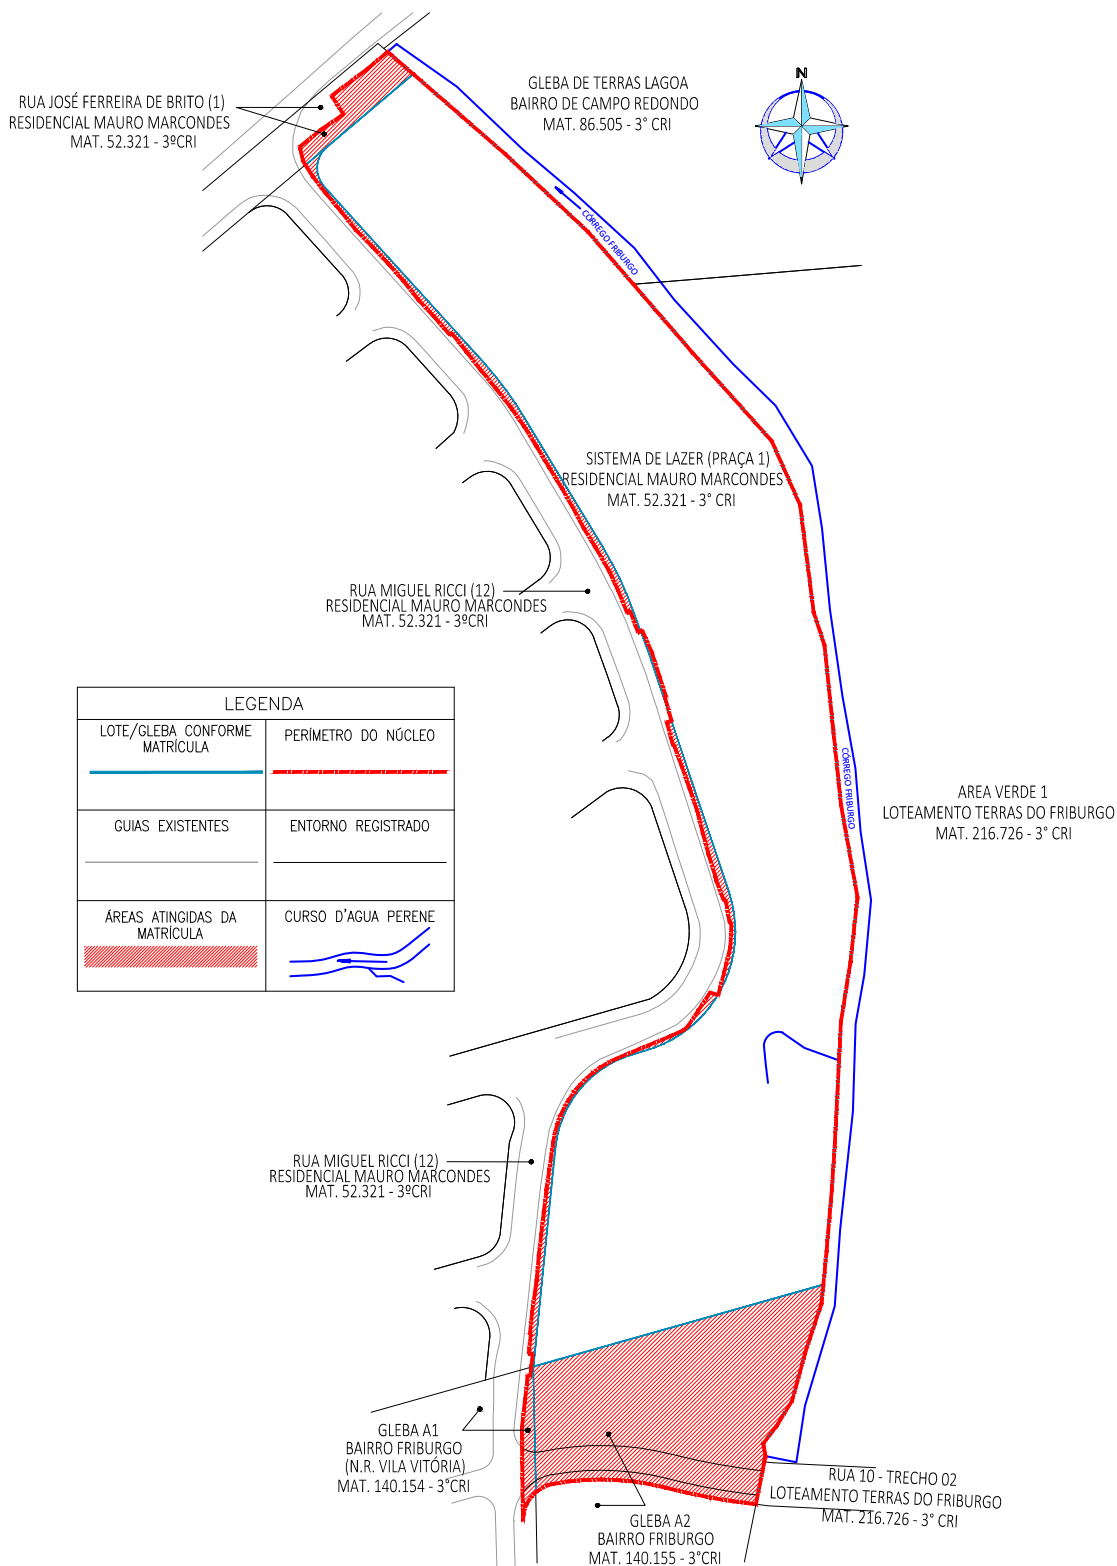 GLEBA DE TERRAS LAGOA
BAIRRO DE CAMPO REDONDO
MAT. 86.505 - 3° CRI
N
RUA JOSÉ FERREIRA DE BRITO (1)
RESIDENCIAL MAURO MARCONDES
MAT. 52.321 - 3ºCRI
CÓRREGO FRIBURGO
SISTEMA DE LAZER (PRAÇA 1)
RESIDENCIAL MAURO MARCONDES
MAT. 52.321 - 3° CRI
RUA MIGUEL RICCI (12)
RESIDENCIAL MAURO MARCONDES
MAT. 52.321 - 3ºCRI
LEGENDA
LOTE/GLEBA CONFORME
MATRÍCULA
PERÍMETRO DO NÚCLEO
GUIAS EXISTENTES
ENTORNO REGISTRADO
ÁREAS ATINGIDAS DA
MATRÍCULA
CURSO D'AGUA PERENE
CÓRREGO FRIBURGO
AREA VERDE 1
LOTEAMENTO TERRAS DO FRIBURGO
MAT. 216.726 - 3° CRI
RUA MIGUEL RICCI (12)
RESIDENCIAL MAURO MARCONDES
MAT. 52.321 - 3ºCRI
GLEBA A1
BAIRRO FRIBURGO
(N.R. VILA VITÓRIA)
MAT. 140.154 - 3°CRI
RUA 10 - TRECHO 02
LOTEAMENTO TERRAS DO FRIBURGO
MAT. 216.726 - 3° CRI
GLEBA A2
BAIRRO FRIBURGO
MAT. 140.155 - 3°CRI